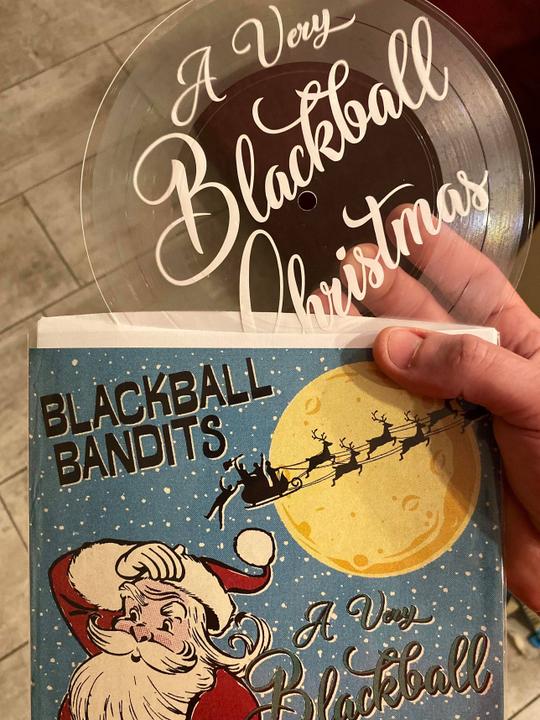 A Very
Blackball
Christmas
BLACKBALL
BANDITS
A Very
Blackball